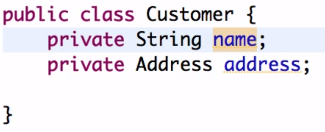 public class Customer {
    private String name;
    private Address address;
}